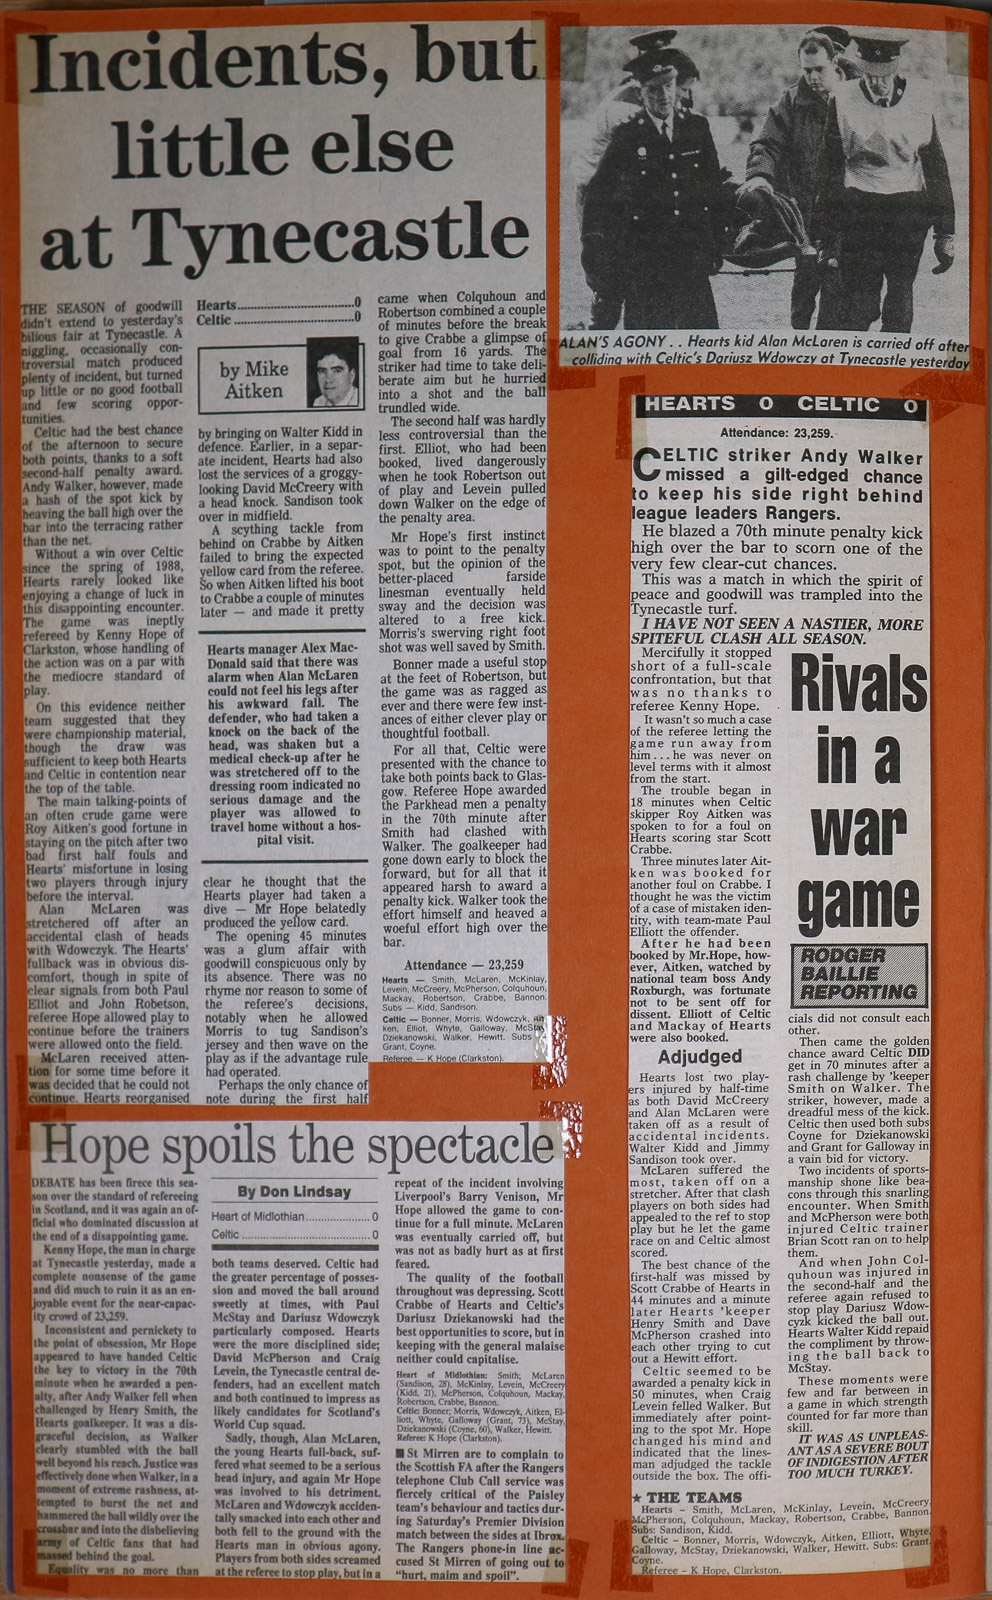 Incidents, but
little else
at Tynecastle
THE SEASON of goodwill
didn't extend to yesterday's
bilious fair at Tynecastle. A
niggling, occasionally con-
troversial match produced
plenty of incident, but turned
up little or no good football
and few scoring oppor-
tunities.
Celtic had the best chance
of the afternoon to secure
both points, thanks to a soft
second-half penalty award.
Andy Walker, however, made
a hash of the spot kick by
heaving the ball high over the
bar into the terracing rather
than the net.
Without a win over Celtic
since the spring of 1988,
Hearts rarely looked like
enjoying a change of luck in
this disappointing encounter.
The game was ineptly
refereed by Kenny Hope of
Clarkston, whose handling of
the action was on a par with
the mediocre standard of
play.
On this evidence neither
team suggested that they
were championship material,
though the draw was
sufficient to keep both Hearts
and Celtic in contention near
the top of the table.
The main talking-points of
an often crude game were
Roy Aitken's good fortune in
staying on the pitch after two
bad first half fouls and
Hearts' misfortune in losing
two players through injury
before the interval.
Alan McLaren was
stretchered off after an
accidental clash of heads
with Wdowczyk. The Hearts'
fullback was in obvious dis-
comfort, though in spite of
clear signals from both Paul
Elliot and John Robetson,
referee Hope allowed play to
continue before the trainers
were allowed onto the field.
McLaren received atten-
tion for some time before it
was decided that he could not
continue. Hearts reorganised
Hearts..............................0
Celtic ..............................0
by Mike
Aitken
by bringing on Walter Kidd in
defence. Earlier, in a separ-
ate incident, Hearts had also
lost the services of a groggy-
looking David McCreery with
a head knock. Sandison took
over in midfield.
A scything tackle from
behind on Crabbe by Aitken
failed to bring the expected
yellow card from the referee.
So when Aitken lifted his boot
to Crabbe a couple of minutes
later — and made it pretty
Hearts manager Alex Mac-
Donald said that there was
alarm when Alan McLaren
could not feel his legs after
his awkward fall. The
defender, who had taken a
knock on the back of the
head, was shaken but a
medical check-up after he
was stretchered off to the
dressing room indicated no
serious damage and the
player was allowed to
travel home without a hos-
pital visit.
clear he thought that the
Hearts player had taken a
dive — Mr Hope belatedly
produced the yellow card.
The opening 45 minutes
was a glum affair with
goodwill conspicuous only by
its absence. There was no
rhyme nor reason to some of
the referee's decisions,
notably when he allowed
Morris to tug Sandison's
jersey and then wave on the
play as if the advantage rule
had operated.
Perhaps the only chance of
note during the first half
came when Colquhoun and
Robertson combined a couple
of minutes before the break
to give Crabbe a glimpse of
goal from 16 yards. The
striker had time to take deli-
berate aim but he hurried
into a shot and the ball
trundled wide.
The second half was hardly
less controversial than the
first. Elliot, who had been
booked, lived dangerously
when he took Robertson out
of play and Levein pulled
down Walker on the edge of
the penalty area.
Mr Hope's first instinct
was to point to the penalty
spot, but the opinion of the
better-placed farside
linesman eventually held
sway and the decision was
altered to a free kick.
Morris's swerving right foot
shot was well saved by Smith.
Bonner made a useful stop
at the feet of Robertson, but
the game was as ragged as
ever and there were few inst-
ances of either clever play or
thoughtful football.
For all that, Celtic were
presented with the chance to
take both points back to Glas-
gow. Referee Hope awarded
the Parkhead men a penalty
in the 70th minute after
Smith had clashed with
Walker. The goalkeeper had
gone down early to block the
forward, but for all that it
appeared harsh to award a
penalty kick. Walker took the
effort himself and heaved a
woeful effort high over the
bar.
Attendance — 23,259
Hearts — Smith, McLaren, McKinlay,
Levein, McCreery, McPherson, Colquhoun,
Mackay, Robertson, Crabbe, Bannon.
Subs — Kidd, Sandison.
Celtic — Bonner, Morris, Wdowczyk, Ait-
ken, Elliot, Whyte, Galloway, McStay,
Dziekanowski, Walker, Hewitt. Subs
Grant, Coyne.
Referee — K Hope (Clarkston).
ALAN'S AGONY . . Hearts kid Alan McLaren is carried off after
colliding with Celtic's Dariusz Wdowczy at Tynecastle yesterday
HEARTS 0 CELTIC 0
Attendance: 23,259.
CELTIC striker Andy Walker
missed a gilt-edged chance
to keep his side right behind
league leaders Rangers.
He blazed a 70th minute penalty kick
high over the bar to scorn one of the
very few clear-cut chances.
This was a match in which the spirit of
peace and goodwill was trampled into the
Tynecastle turf.
I HAVE NOT SEEN A NASTIER, MORE
SPITEFUL CLASH ALL SEASON.
Mercifully it stopped
short of a full-scale
confrontation, but that
was no thanks to
referee Kenny Hope.
It wasn't so much a case
of the referee letting the
game run away from
him . . . he was never on
level terms with it almost
from the start.
The trouble began in
18 minutes when Celtic
skipper Roy Aitken was
spoken to for a foul on
Hearts scoring star Scott
Crabbe.
Three minutes later Ait-
ken was booked for
another foul on Crabbe. I
thought he was the victim
of a case of mistaken iden-
tity, with team-mate Paul
Elliott the offender.
After he had been
booked by Mr.Hope, how-
ever, Aitken, watched by
national team boss Andy
Roxburgh, was fortunate
not to be sent off for
dissent. Elliott of Celtic
and Mackay of Hearts
were also booked.
Adjudged
Hearts lost two play-
ers injured by half-time
as both David McCreery
and Alan McLaren were
taken off as a result of
accidental incidents.
Walter Kidd and Jimmy
Sandison took over.
McLaren suffered the
most, taken off on a
stretcher. After that clash
players on both sides had
appealed to the ref to stop
play but he let the game
race on and Celtic almost
scored.
The best chance of the
first-half was missed by
Scott Crabbe of Hearts in
44 minutes and a minute
later Hearts 'keeper
Henry Smith and Dave
McPherson crashed into
each other trying to cut
out a Hewitt effort.
Celtic seemed to be
awarded a penalty kick in
50 minutes, when Craig
Levein felled Walker. But
immediately after point-
ing to the spot Mr. Hope
changed his mind and
indicated that the lines-
man adjudged the tackle
outside the box. The offi-
Rivals
in a
war
game
RODGER
BAILLIE
REPORTING
cials did not consult each
other.
Then came the golden
chance award Celtic DID
get in 70 minutes after a
rash challenge by 'keeper
Smith on Walker. The
striker, however, made a
dreadful mess of the kick.
Celtic then used both subs
Coyne for Dziekanowski
and Grant for Galloway in
a vain bid for victory.
Two incidents of sports-
manship shone like bea-
cons through this snarling
encounter. When Smith
and McPherson were both
injured Celtic trainer
Brian Scott ran on to help
them.
And when John Col-
quhoun was injured in
the second-half and the
referee again refused to
stop play Dariusz Wdow-
cyzk kicked the ball out.
Hearts Walter Kidd repaid
the compliment by throw-
ing the ball back to
McStay.
These moments were
few and far between in
a game in which strength
counted for far more than
skill.
IT WAS AS UNPLEAS-
ANT AS A SEVERE BOUT
OF INDIGESTION AFTER
TOO MUCH TURKEY.
★ THE TEAMS
Hearts – Smith, McLaren, McKinlay, Levein, McCreery,
McPherson, Colquhoun, Mackay, Robertson, Crabbe, Bannon.
Subs: Sandison, Kidd.
Celtic – Bonner, Morris, Wdowczyk, Aitken, Elliott, Whyte,
Galloway, McStay, Dziekanowski, Walker, Hewitt. Subs: Grant,
Coyne.
Referee – K Hope, Clarkston.
Hope spoils the spectacle
DEBATE has been firece this sea-
son over the standard of refereeing
in Scotland, and it was again an of-
ficial who dominated discussion at
the end of a disappointing game.
Kenny Hope, the man in charge
at Tynecastle yesterday, made a
complete nonsense of the game
and did much to ruin it as an en-
joyable event for the near-capac-
ity crowd of 23,259.
Inconsistent and pernickety to
the point of obsession, Mr Hope
appeared to have handed Celtic
the key to victory in the 70th
minute when he awarded a pen-
alty, after Andy Walker fell when
challenged by Henry Smith, the
Hearts goalkeeper. It was a dis-
graceful decision, as Walker
clearly stumbled with the ball
well beyond his reach. Justice was
effectively done when Walker, in a
moment of extreme rashness, at-
tempted to burst the net and
hammered the ball wildly over the
crossbar and into the disbelieving
army of Celtic fans that had
massed behind the goal.
Equality was no more than
By Don Lindsay
Heart of Midlothian................ 0
Celtic .................................. 0
both teams deserved. Celtic had
the greater percentage of posses-
sion and moved the ball around
sweetly at times, with Paul
McStay and Dariusz Wdowczyk
particularly composed. Hearts
were the more disciplined side;
David McPherson and Craig
Levein, the Tynecastle central de-
fenders, had an excellent match
and both continued to impress as
likely candidates for Scotland's
World Cup squad.
Sadly, though, Alan McLaren,
the young Hearts full-back, suf-
fered what seemed to be a serious
head injury, and again Mr Hope
was involved to his detriment.
McLaren and Wdowczyk acciden-
tally smacked into each other and
both fell to the ground with the
Hearts man in obvious agony.
Players from both sides screamed
at the referee to stop play, but in a
repeat of the incident involving
Liverpool's Barry Venison, Mr
Hope allowed the game to con-
tinue for a full minute. McLaren
was eventually carried off, but
was not as badly hurt as at first
feared.
The quality of the football
throughout was depressing. Scott
Crabbe of Hearts and Celtic's
Dariusz Dziekanowski had the
best opportunities to score, but in
keeping with the general malaise
neither could capitalise.
Heart of Midlothian: Smith; McLaren
(Sandison, 28), McKinlay, Levein, McCreery
(Kidd, 21), McPherson, Colquhoun, Mackay,
Robertson, Crabbe, Bannon.
Celtic: Bonner; Morris, Wdowczyk, Aitken, El-
liott, Whyte, Galloway (Grant, 73), McStay,
Dziekanowski (Coyne, 60), Walker, Hewitt.
Referee: K Hope (Clarkston).
■ St Mirren are to complain to
the Scottish FA after the Rangers
telephone Club Call service was
fiercely critical of the Paisley
team's behaviour and tactics dur-
ing Saturday's Premier Division
match between the sides at Ibrox.
The Rangers phone-in line ac-
cused St Mirren of going out to
"hurt, maim and spoil".